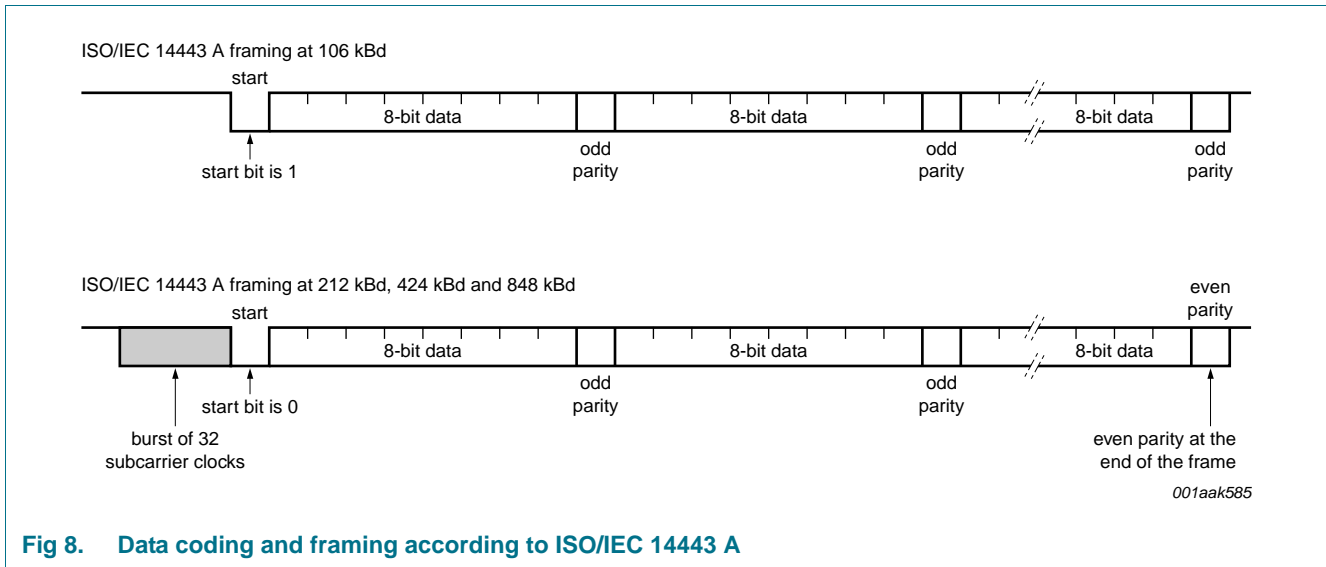 ISO/IEC 14443 A framing at 106 kBd
start
8-bit data
8-bit data
8-bit data
odd
parity
odd
parity
odd
parity
start bit is 1
ISO/IEC 14443 A framing at 212 kBd, 424 kBd and 848 kBd
even
parity
start
8-bit data
8-bit data
8-bit data
odd
parity
odd
parity
start bit is 0
burst of 32
subcarrier clocks
even parity at the
end of the frame
001aak585
Fig 8. Data coding and framing according to ISO/IEC 14443 A